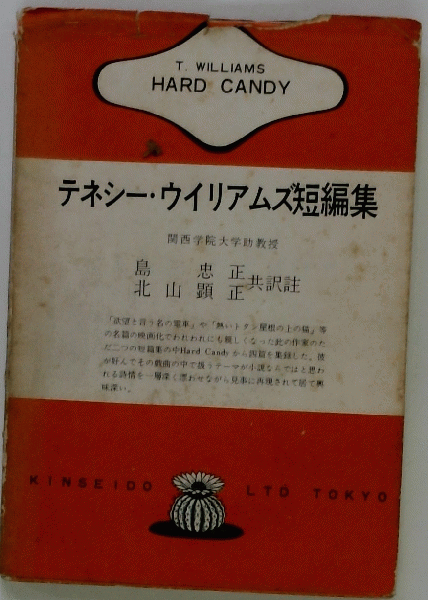 T. WILLIAMS
HARD CANDY
テネシー・ウイリアムズ短編集
関西学院大学助教授
島 忠正
北山顕正
共訳註
「欲望と言う名の電車」や「熱いトタン屋根の上の猫」等
の名篇の映画化でわれわれにも親しくなった此の作家のた
だ二つの短篇集の中Hard Candyから四篇を集録した。彼
が好んでその戯曲の中で扱うテーマが小説ならではと思わ
れる詩情を一層深く漂わせながら見事に再現されて居て興
味深い。
KINSEIDO LTD TOKYO